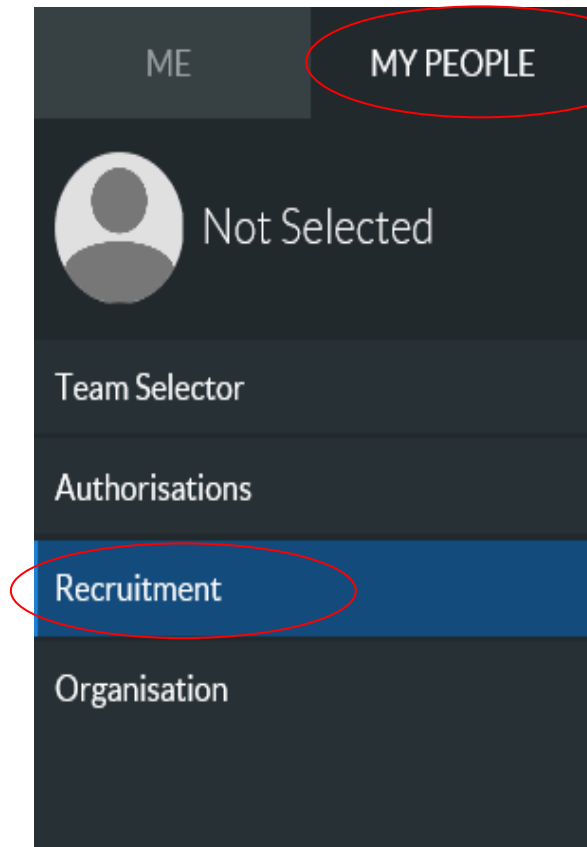 ME MY PEOPLE
Not Selected
Team Selector
Authorisations
Recruitment
Organisation